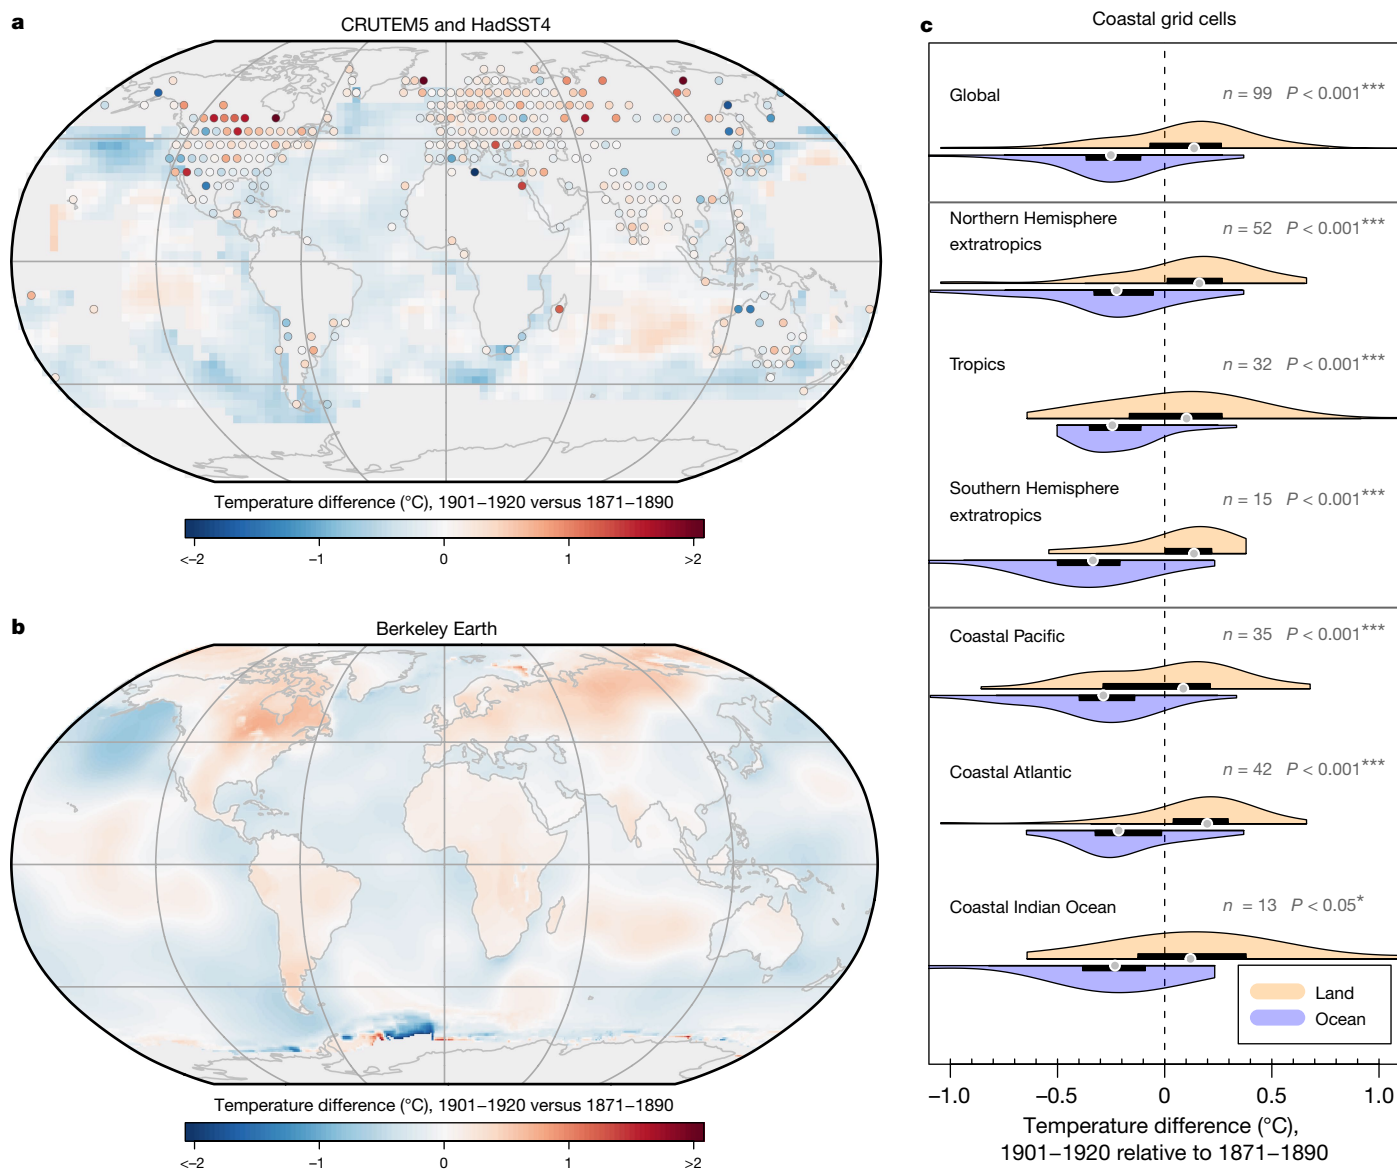 a
CRUTEM5 and HadSST4
Temperature difference (°C), 1901–1920 versus 1871–1890
<–2 –1 0 1 >2
b
Berkeley Earth
Temperature difference (°C), 1901–1920 versus 1871–1890
<–2 –1 0 1 >2
c
Coastal grid cells
Global n = 99 P < 0.001***
Northern Hemisphere
extratropics n = 52 P < 0.001***
Tropics n = 32 P < 0.001***
Southern Hemisphere
extratropics n = 15 P < 0.001***
Coastal Pacific n = 35 P < 0.001***
Coastal Atlantic n = 42 P < 0.001***
Coastal Indian Ocean n = 13 P < 0.05*
Land
Ocean
–1.0 –0.5 0 0.5 1.0
Temperature difference (°C),
1901–1920 relative to 1871–1890